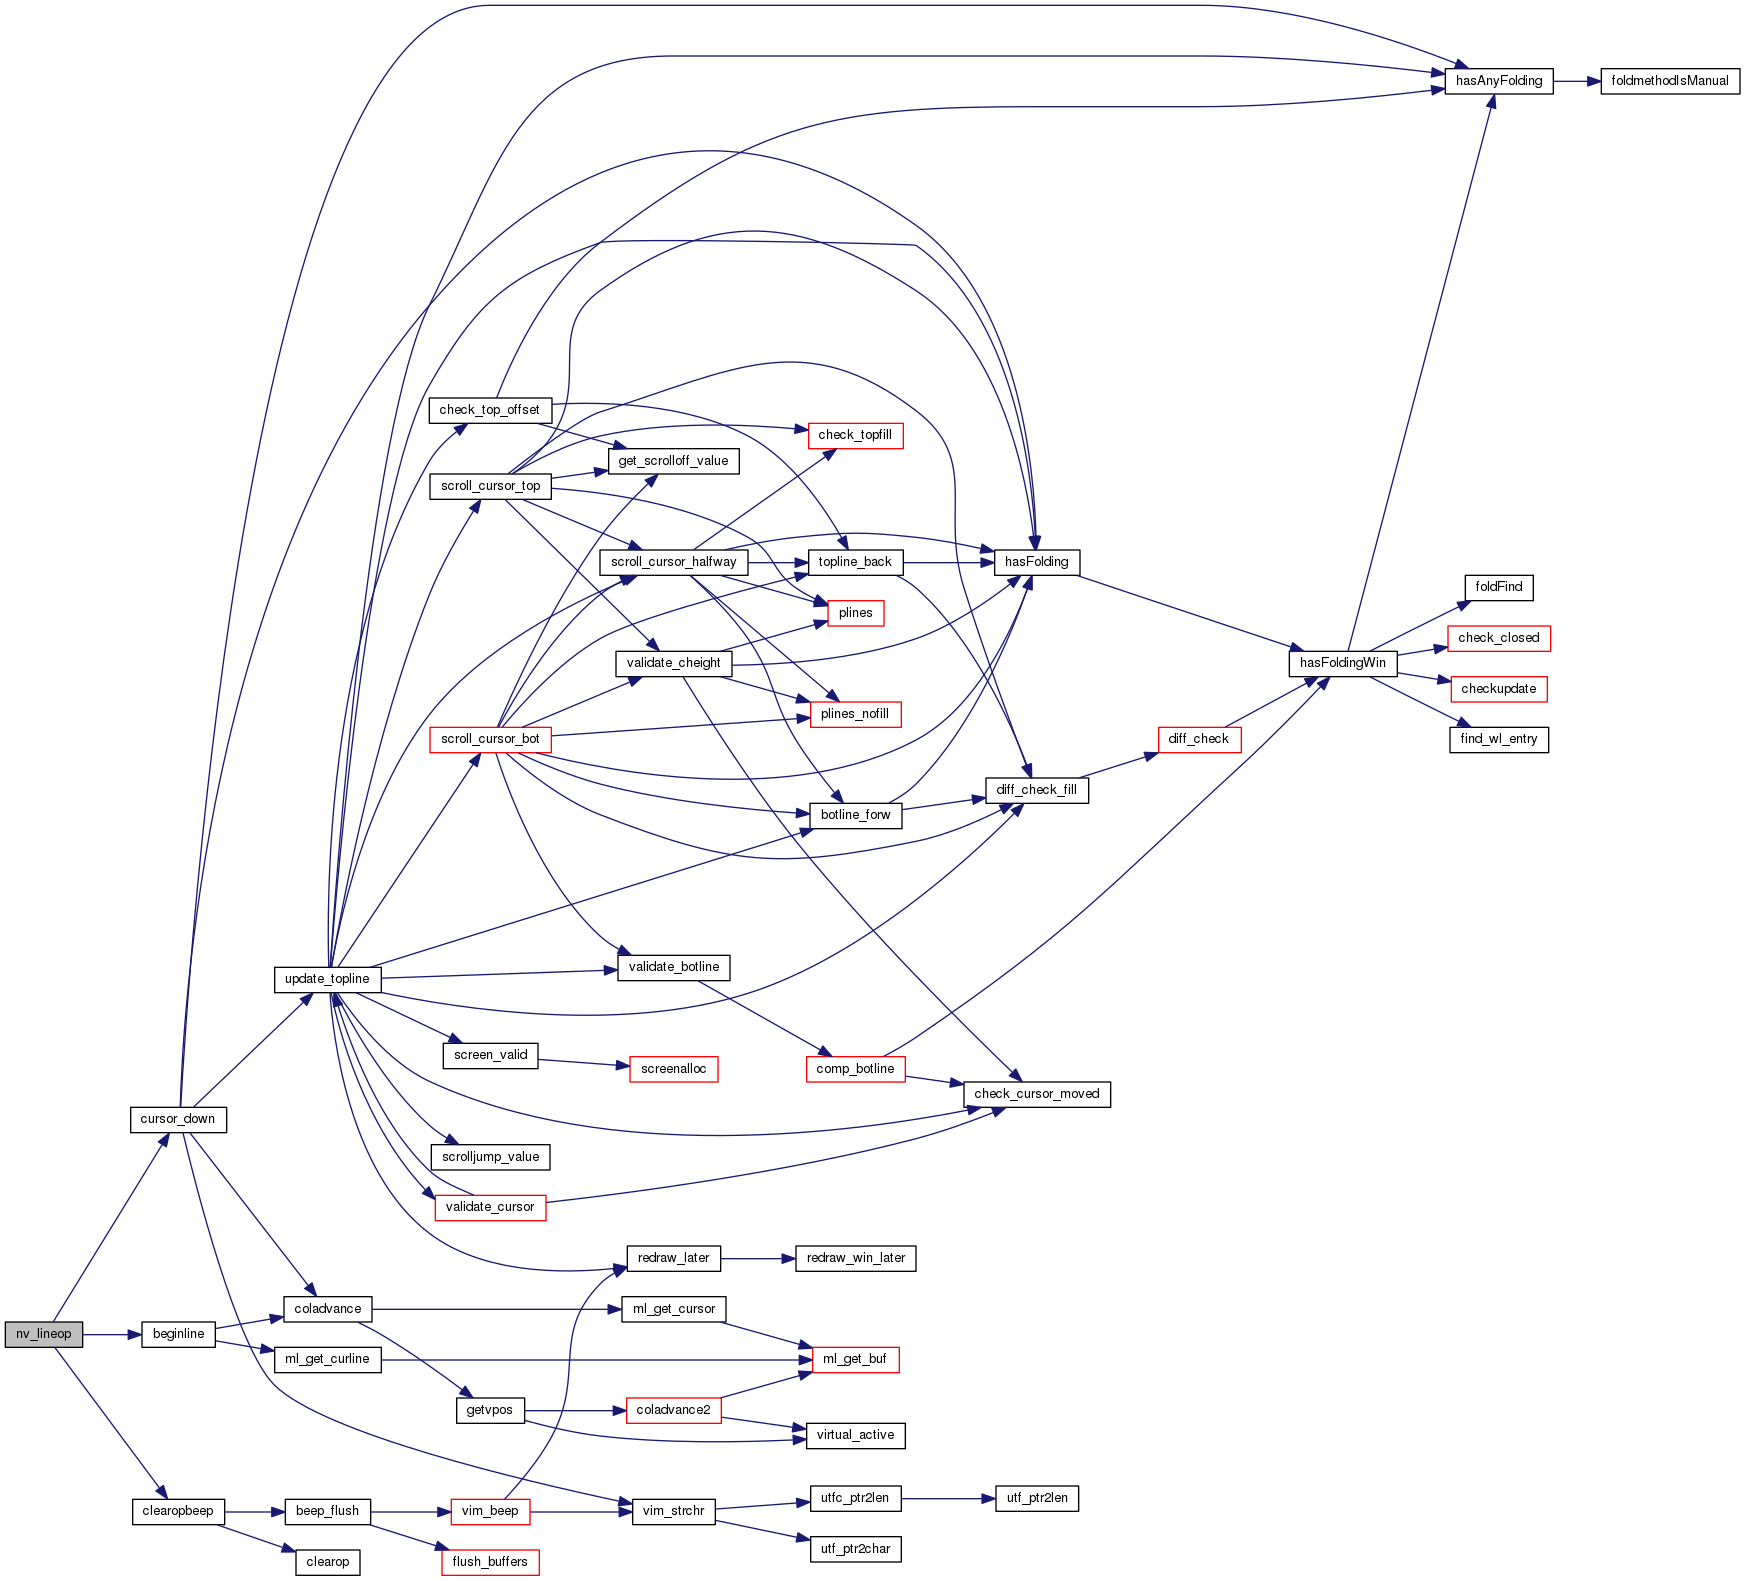 hasAnyFolding
foldmethodIsManual
check_top_offset
check_topfill
get_scrolloff_value
scroll_cursor_top
scroll_cursor_halfway
topline_back
hasFolding
foldFind
plines
check_closed
validate_cheight
hasFoldingWin
checkupdate
plines_nofill
scroll_cursor_bot
diff_check
find_wl_entry
diff_check_fill
botline_forw
validate_botline
update_topline
screen_valid
screenalloc
comp_botline
check_cursor_moved
cursor_down
scrolljump_value
validate_cursor
redraw_later
redraw_win_later
coladvance
ml_get_cursor
nv_lineop
beginline
ml_get_curline
ml_get_buf
getvpos
coladvance2
virtual_active
utfc_ptr2len
utf_ptr2len
clearopbeep
beep_flush
vim_beep
vim_strchr
utf_ptr2char
clearop
flush_buffers